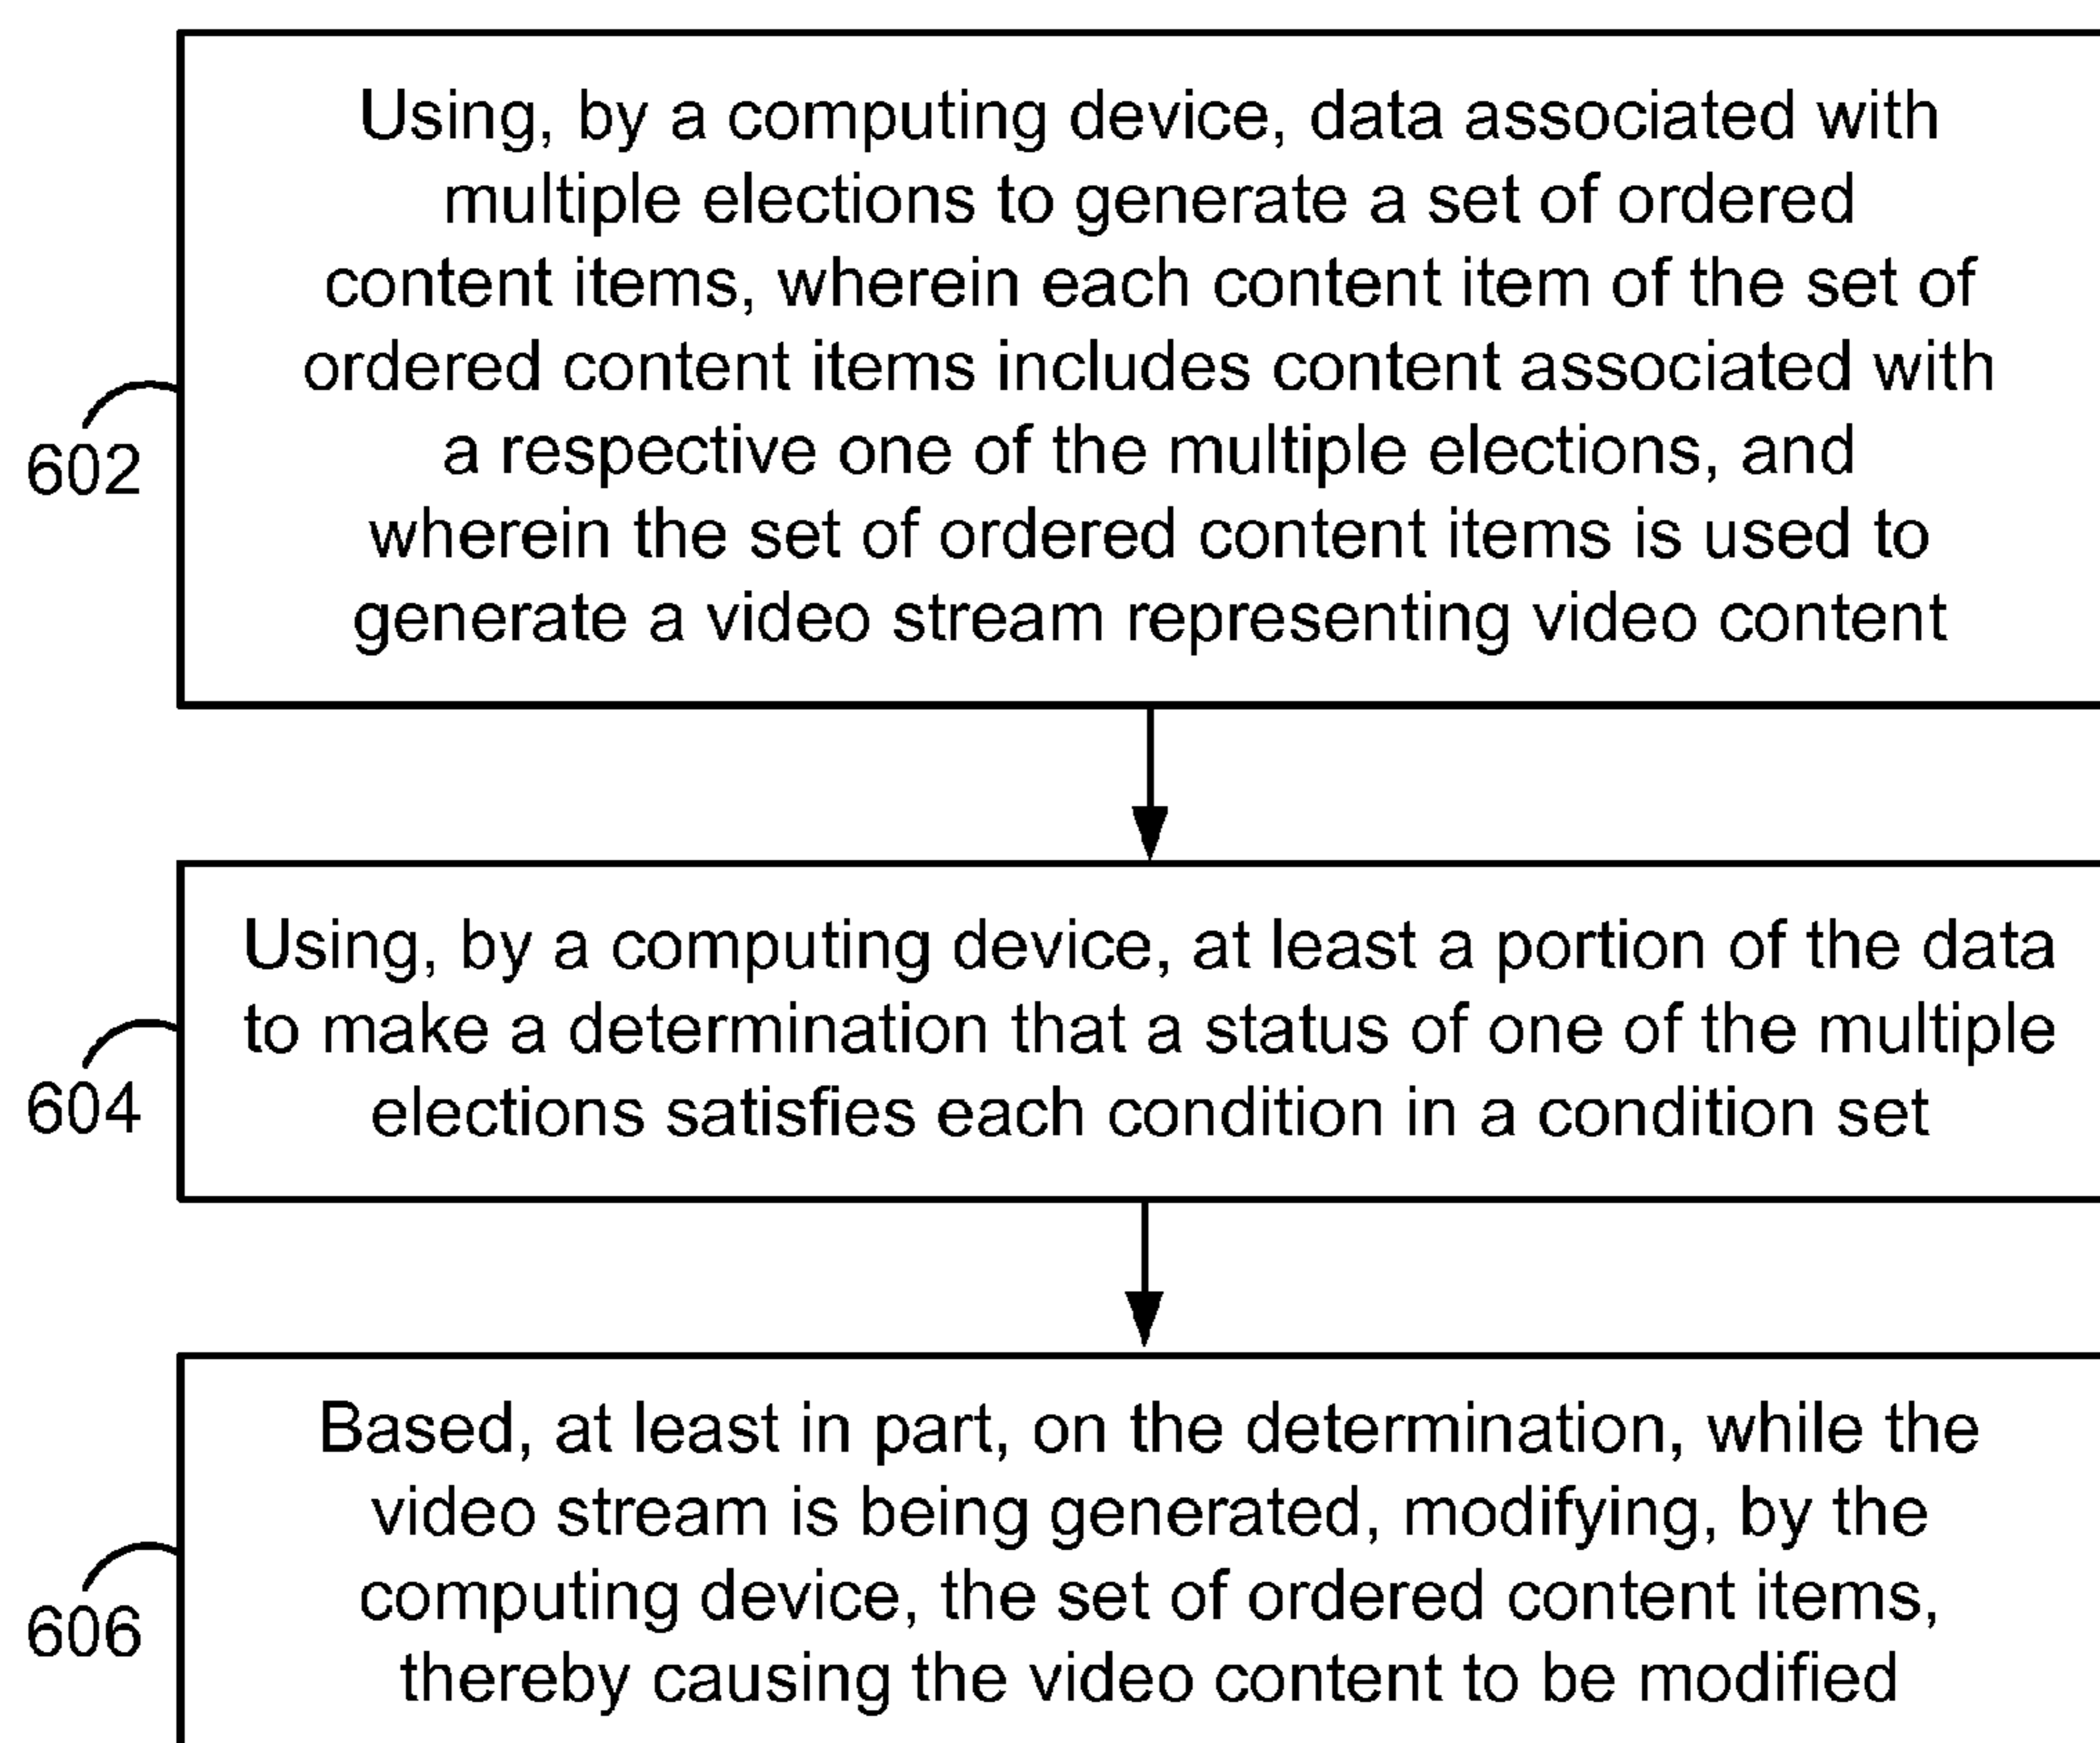 Using, by a computing device, data associated with
multiple elections to generate a set of ordered
content items, wherein each content item of the set of
ordered content items includes content associated with
a respective one of the multiple elections, and
wherein the set of ordered content items is used to
generate a video stream representing video content
602
Using, by a computing device, at least a portion of the data
to make a determination that a status of one of the multiple
elections satisfies each condition in a condition set
604
Based, at least in part, on the determination, while the
video stream is being generated, modifying, by the
computing device, the set of ordered content items,
thereby causing the video content to be modified
606